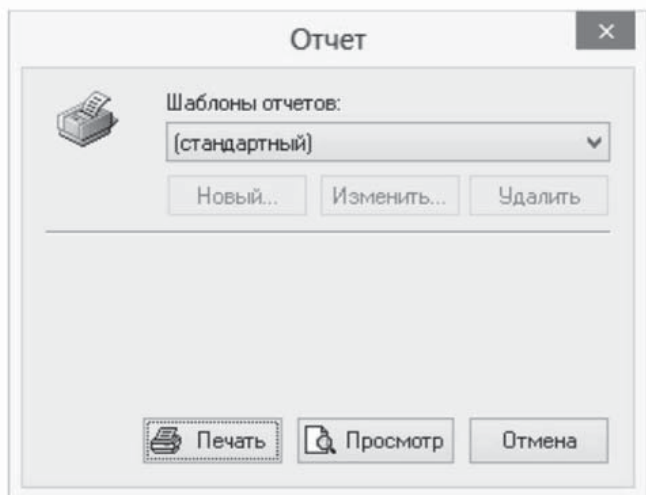 Отчет
Шаблоны отчетов:
(стандартный)
Новый... Изменить... Удалить
Печать Просмотр Отмена